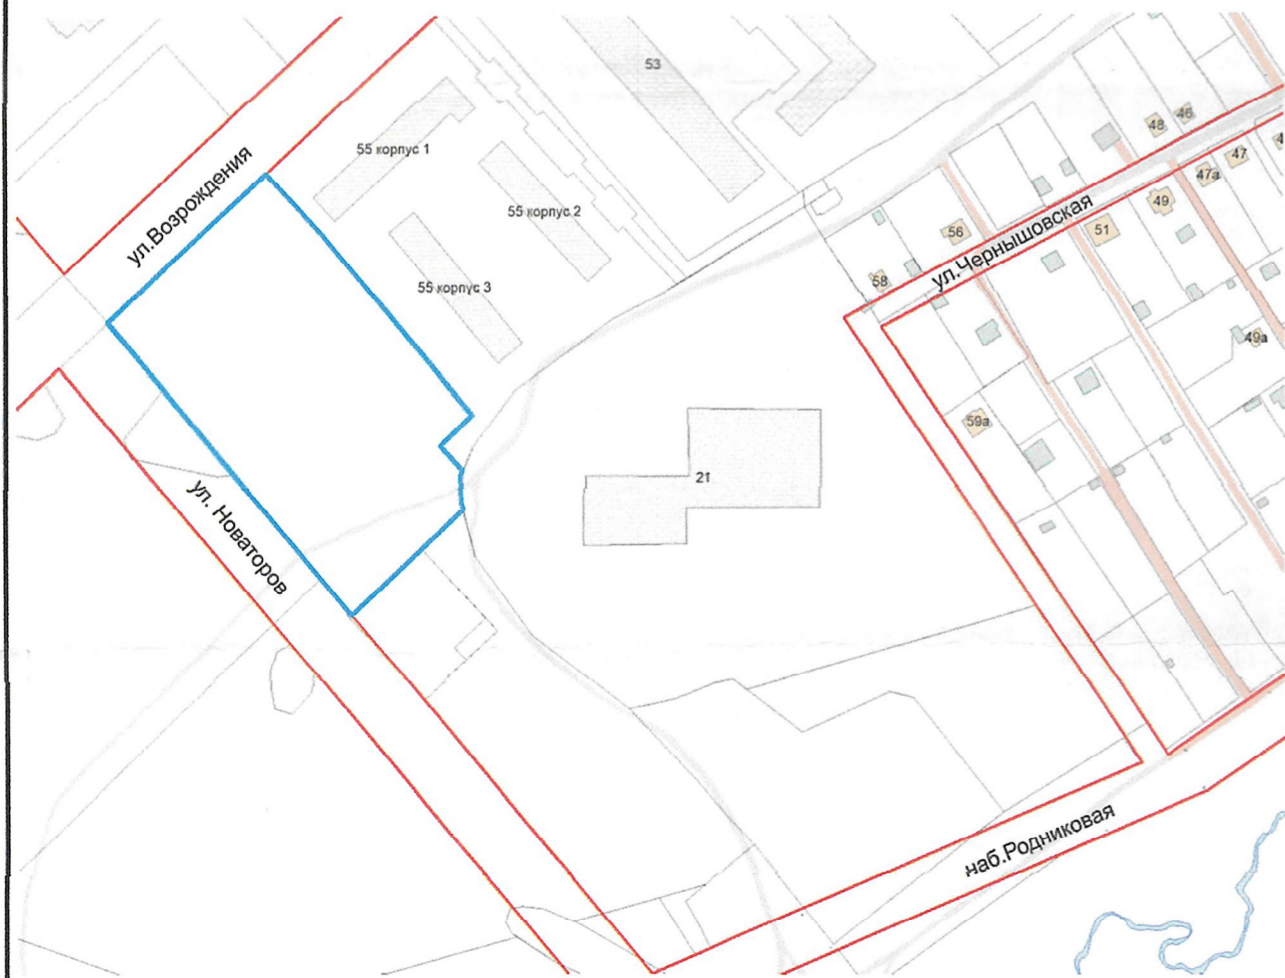 53
55 корпус 1
55 корпус 2
55 корпус 3
ул.Возрождения
48
46
47
47а
49
51
56
58
ул.Чернышовская
49а
59а
21
ул. Новаторов
наб.Родниковая